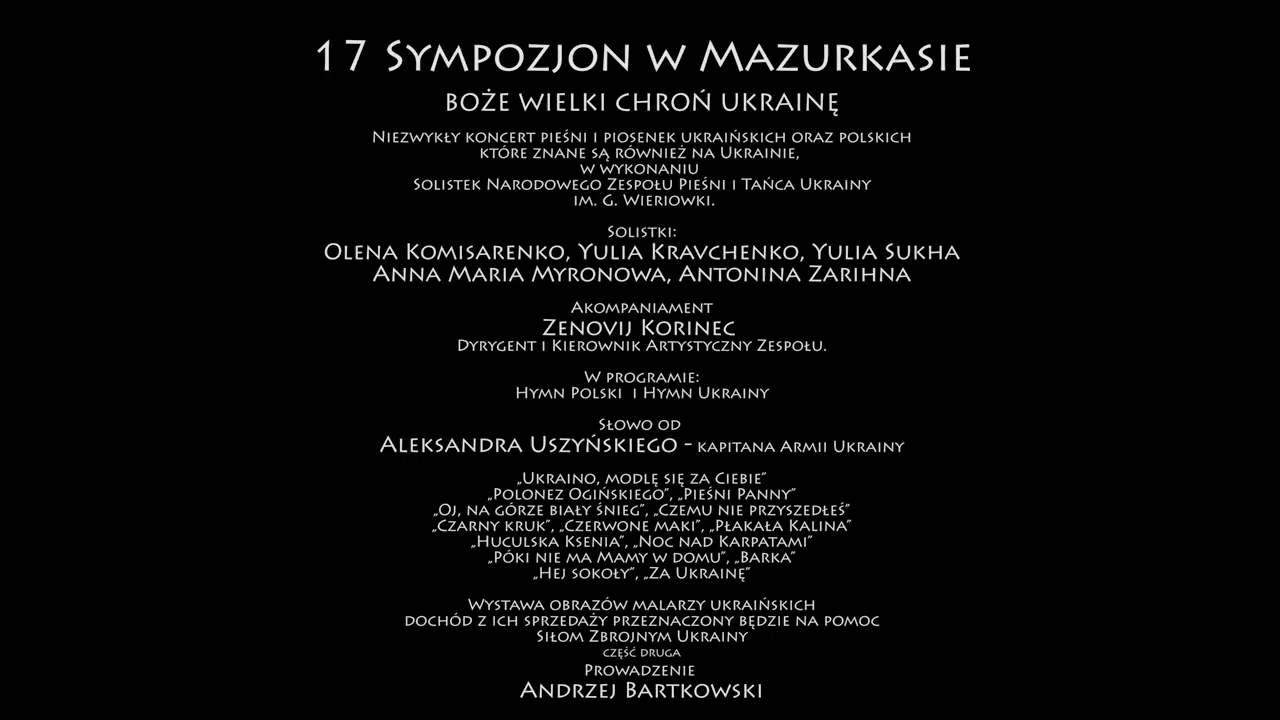 17 Sympozjon w Mazurkasie
BOŻE WIELKI CHROŃ UKRAINĘ
Niezwykły koncert pieśni i piosenek ukraińskich oraz polskich
które znane są również na Ukrainie,
w wykonaniu
Solistek Narodowego Zespołu Pieśni i Tańca Ukrainy
im. G. Wieriowki.
Solistki:
Olena Komisarenko, Yulia Kravchenko, Yulia Sukha
Anna Maria Myronowa, Antonina Zarihna
Akompaniament
Zenovij Korinec
Dyrygent i Kierownik Artystyczny Zespołu.
W programie:
Hymn Polski i Hymn Ukrainy
Słowo od
Aleksandra Uszyńskiego - kapitana Armii Ukrainy
„Ukraino, modlę się za Ciebie”
„Polonez Ogińskiego”, „Pieśni Panny”
„Oj, na górze biały śnieg”, „Czemu nie przyszedłeś”
„Czarny kruk”, „Czerwone maki”, „Płakała Kalina”
„Huculska Ksenia”, „Noc nad Karpatami”
„Póki nie ma Mamy w domu”, „Barka”
„Hej sokoły”, „Za Ukrainę”
Wystawa obrazów malarzy ukraińskich
dochód z ich sprzedaży przeznaczony będzie na pomoc
Siłom Zbrojnym Ukrainy
część druga
Prowadzenie
Andrzej Bartkowski